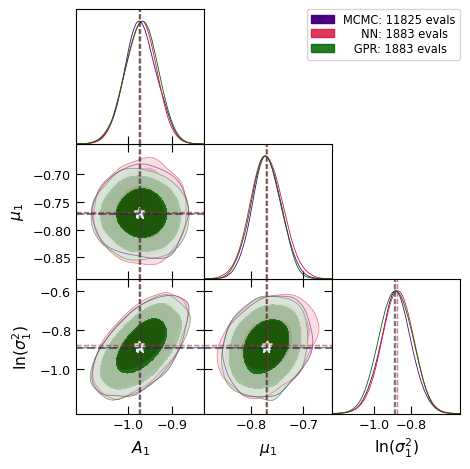 MCMC: 11825 evals
NN: 1883 evals
GPR: 1883 evals
−0.70
−0.75
μ₁
−0.80
−0.85
−0.6
−0.8
ln(σ₁²)
−1.0
−1.0 −0.9 −0.8 −0.7 −1.0 −0.8
A₁ μ₁ ln(σ₁²)